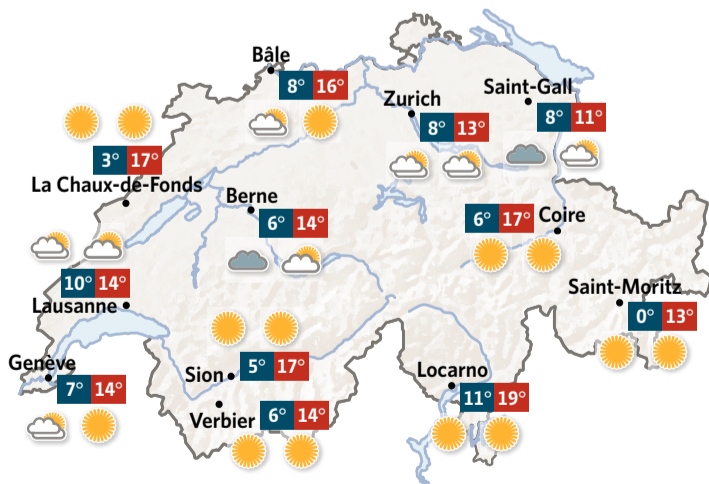 Bâle
8° 16°
Zurich
8° 13°
Saint-Gall
8° 11°
3° 17°
La Chaux-de-Fonds
Berne
6° 14°
6° 17°
Coire
10° 14°
Lausanne
Saint-Moritz
0° 13°
Genève
7° 14°
Sion
5° 17°
Verbier
6° 14°
Locarno
11° 19°